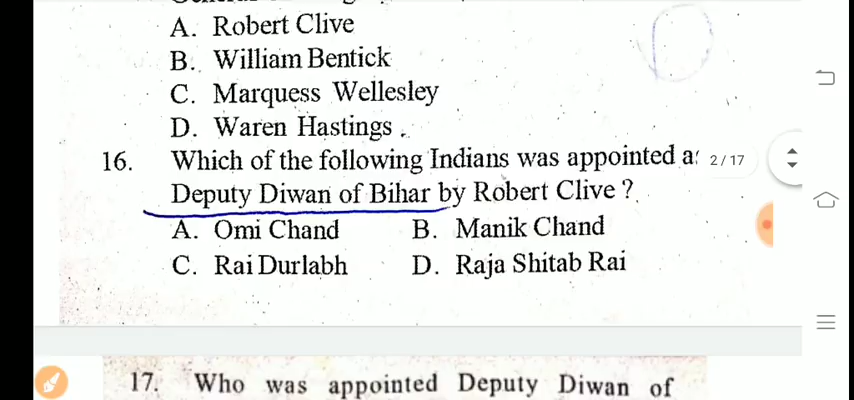 A. Robert Clive
B. William Bentick
C. Marquess Wellesley
D. Waren Hastings
16. Which of the following Indians was appointed a
Deputy Diwan of Bihar by Robert Clive ?
A. Omi Chand B. Manik Chand
C. Rai Durlabh D. Raja Shitab Rai
17. Who was appointed Deputy Diwan of
2/17